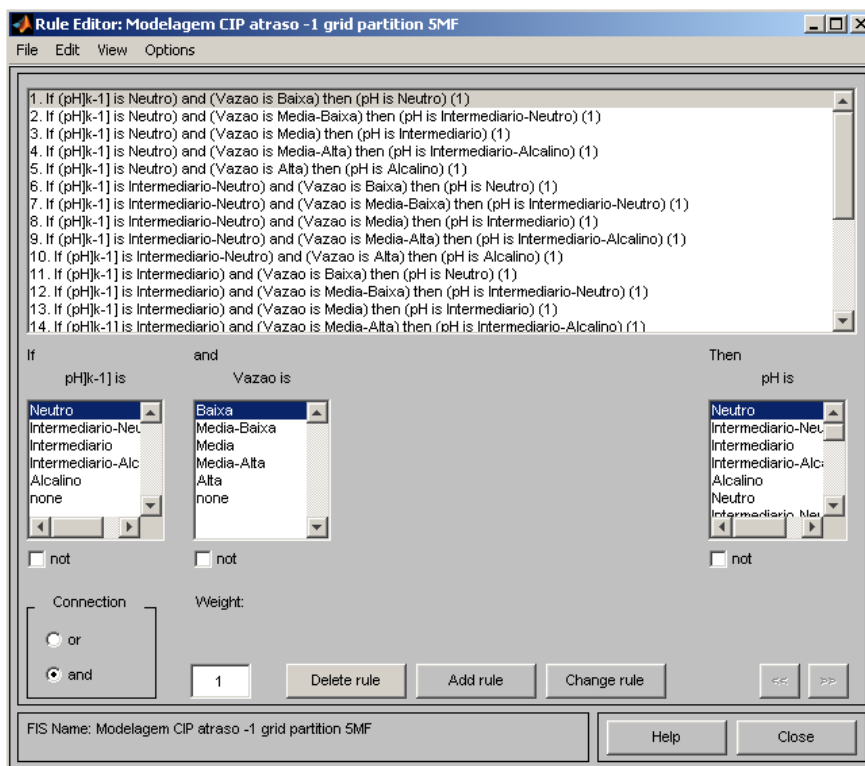 Rule Editor: Modelagem CIP atraso -1 grid partition 5MF
File Edit View Options
1. If (pH]k-1] is Neutro) and (Vazao is Baixa) then (pH is Neutro) (1)
2. If (pH]k-1] is Neutro) and (Vazao is Media-Baixa) then (pH is Intermediario-Neutro) (1)
3. If (pH]k-1] is Neutro) and (Vazao is Media) then (pH is Intermediario) (1)
4. If (pH]k-1] is Neutro) and (Vazao is Media-Alta) then (pH is Intermediario-Alcalino) (1)
5. If (pH]k-1] is Neutro) and (Vazao is Alta) then (pH is Alcalino) (1)
6. If (pH]k-1] is Intermediario-Neutro) and (Vazao is Baixa) then (pH is Neutro) (1)
7. If (pH]k-1] is Intermediario-Neutro) and (Vazao is Media-Baixa) then (pH is Intermediario-Neutro) (1)
8. If (pH]k-1] is Intermediario-Neutro) and (Vazao is Media) then (pH is Intermediario) (1)
9. If (pH]k-1] is Intermediario-Neutro) and (Vazao is Media-Alta) then (pH is Intermediario-Alcalino) (1)
10. If (pH]k-1] is Intermediario-Neutro) and (Vazao is Alta) then (pH is Alcalino) (1)
11. If (pH]k-1] is Intermediario) and (Vazao is Baixa) then (pH is Neutro) (1)
12. If (pH]k-1] is Intermediario) and (Vazao is Media-Baixa) then (pH is Intermediario-Neutro) (1)
13. If (pH]k-1] is Intermediario) and (Vazao is Media) then (pH is Intermediario) (1)
14. If (pH]k-1] is Intermediario) and (Vazao is Media-Alta) then (pH is Intermediario-Alcalino) (1)
If and Then
pH]k-1] is Vazao is pH is
Neutro Baixa Neutro
Intermediario-Neu Media-Baixa Intermediario-Neu
Intermediario Media Intermediario
Intermediario-Alc Media-Alta Intermediario-Alca
Alcalino Alta Alcalino
none none Neutro
Intermediario-Neu
not not not
Connection Weight:
or
and 1 Delete rule Add rule Change rule << >>
FIS Name: Modelagem CIP atraso -1 grid partition 5MF Help Close